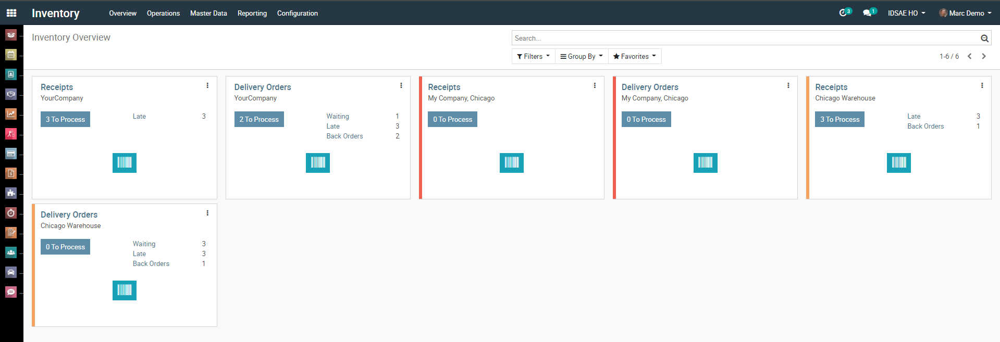 Inventory
Overview
Operations
Master Data
Reporting
Configuration
3
1
IDSAE HO
Marc Demo
Inventory Overview
Search...
Filters
Group By
Favorites
1-6 / 6
Receipts
YourCompany
3 To Process
Late 3
Delivery Orders
YourCompany
2 To Process
Waiting 1
Late 3
Back Orders 2
Receipts
My Company, Chicago
0 To Process
Delivery Orders
My Company, Chicago
0 To Process
Receipts
Chicago Warehouse
3 To Process
Late 3
Back Orders 1
Delivery Orders
Chicago Warehouse
0 To Process
Waiting 3
Late 3
Back Orders 1